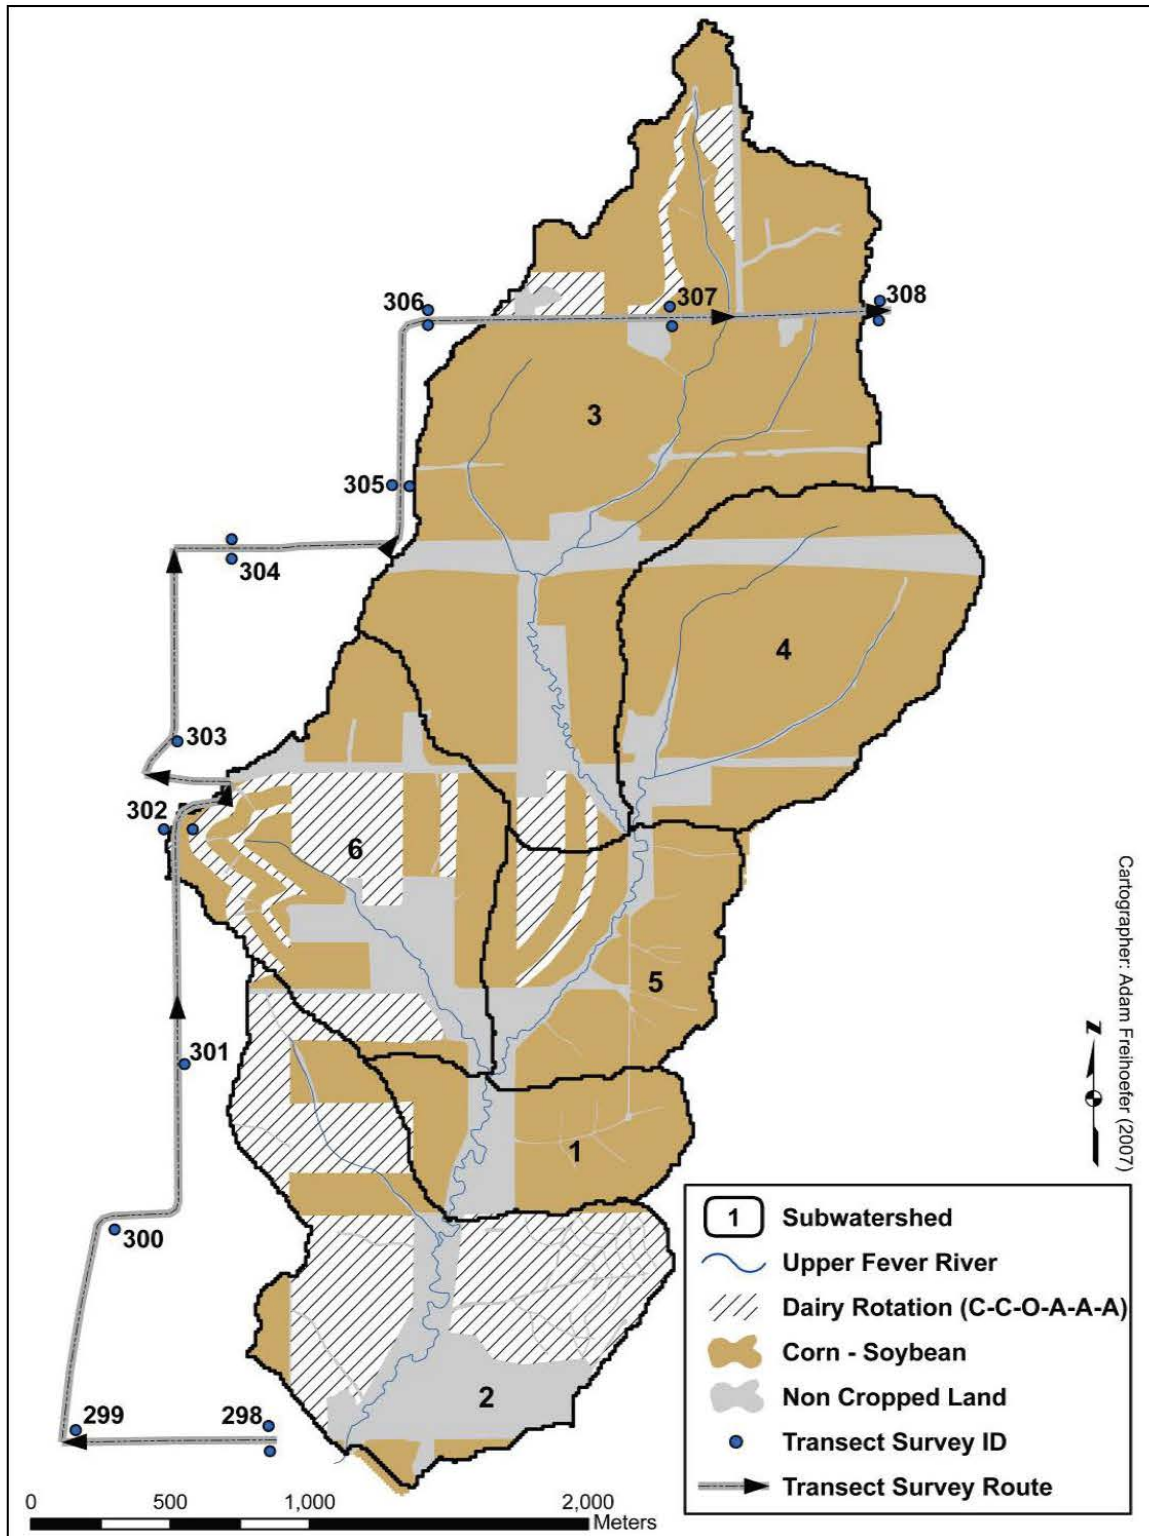 306
307
308
3
305
304
4
303
302
6
5
301
1
300
299
298
2
Cartographer: Adam Freihoefer (2007)
N
1 Subwatershed
Upper Fever River
Dairy Rotation (C-C-O-A-A-A)
Corn - Soybean
Non Cropped Land
Transect Survey ID
Transect Survey Route
0 500 1,000 2,000
Meters